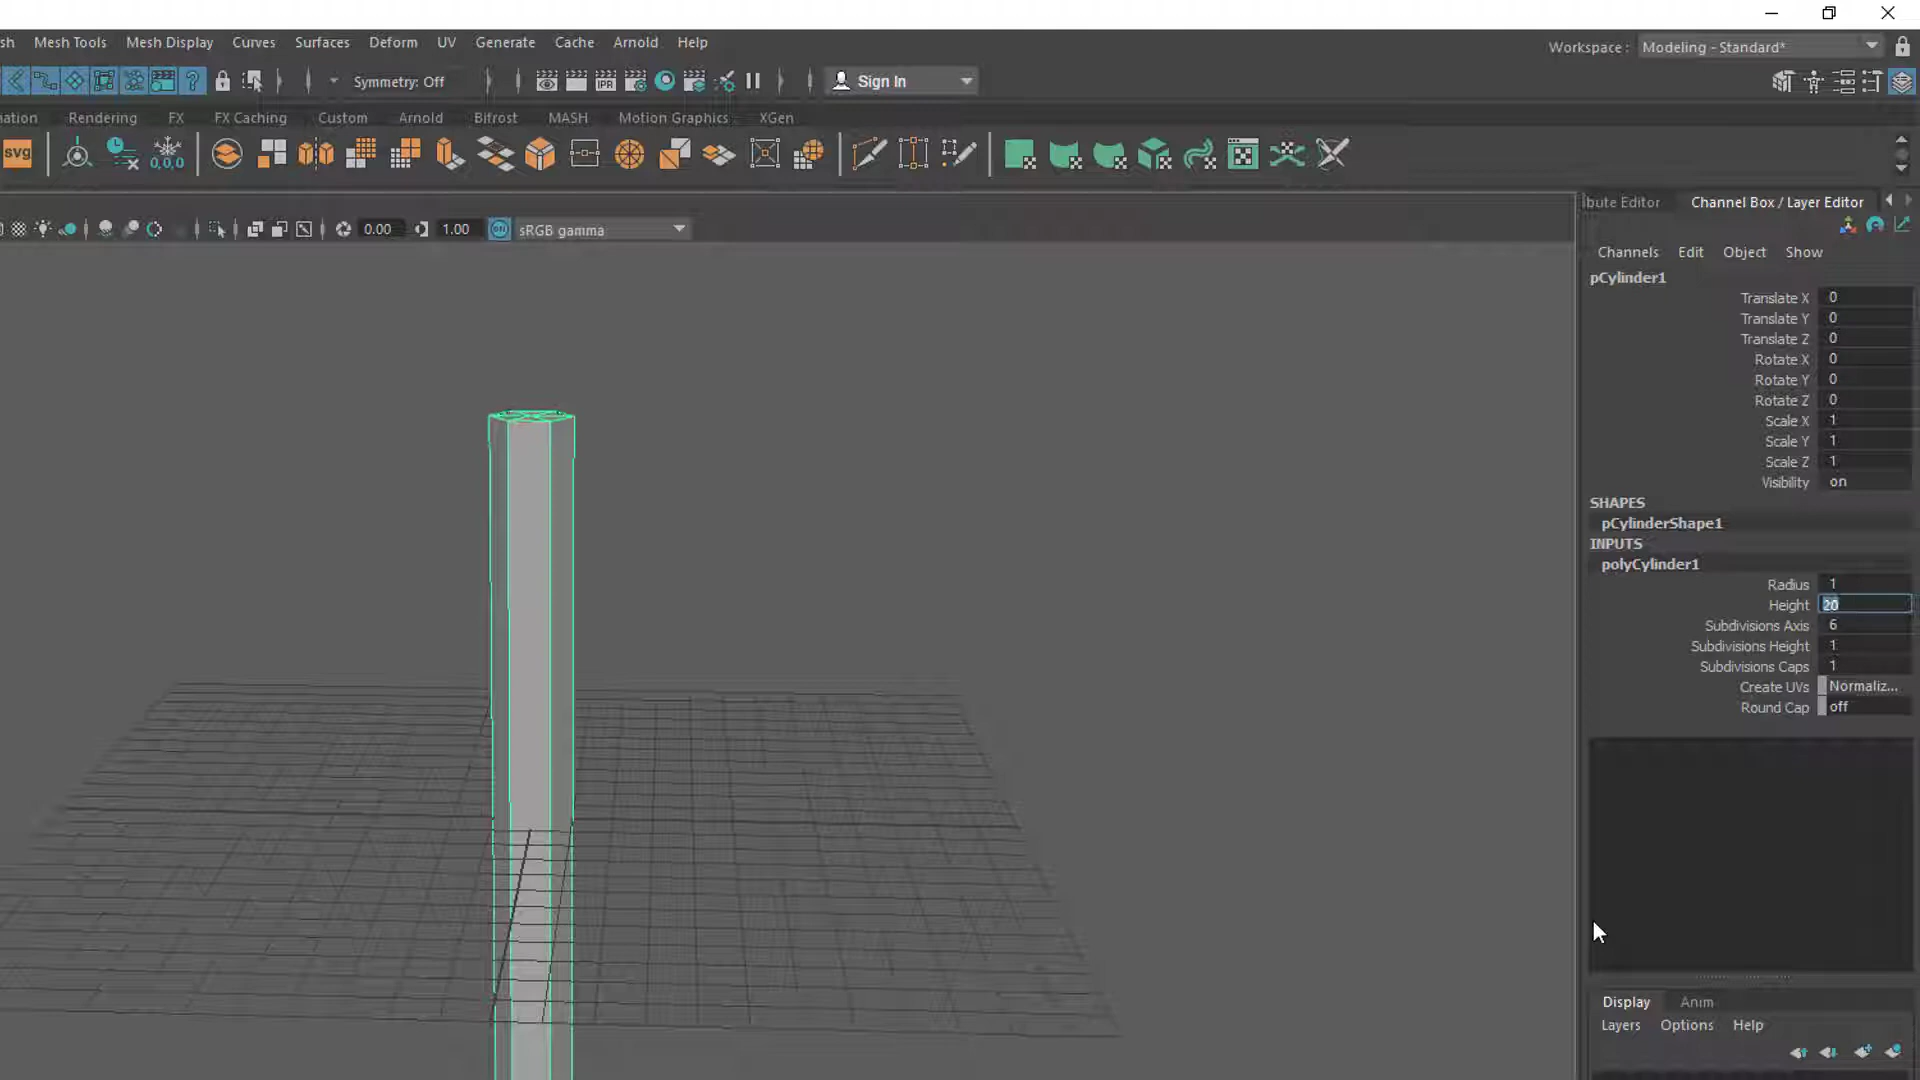 sh Mesh Tools Mesh Display Curves Surfaces Deform UV Generate Cache Arnold Help
Workspace : Modeling - Standard*
Symmetry: Off
IPR
Sign In
ation Rendering FX FX Caching Custom Arnold Bifrost MASH Motion Graphics XGen
svg
0,0,0
0.00 1.00 ON sRGB gamma
bute Editor Channel Box / Layer Editor
Channels Edit Object Show
pCylinder1
Translate X 0
Translate Y 0
Translate Z 0
Rotate X 0
Rotate Y 0
Rotate Z 0
Scale X 1
Scale Y 1
Scale Z 1
Visibility on
SHAPES
pCylinderShape1
INPUTS
polyCylinder1
Radius 1
Height 20
Subdivisions Axis 6
Subdivisions Height 1
Subdivisions Caps 1
Create UVs Normaliz...
Round Cap off
Display Anim
Layers Options Help